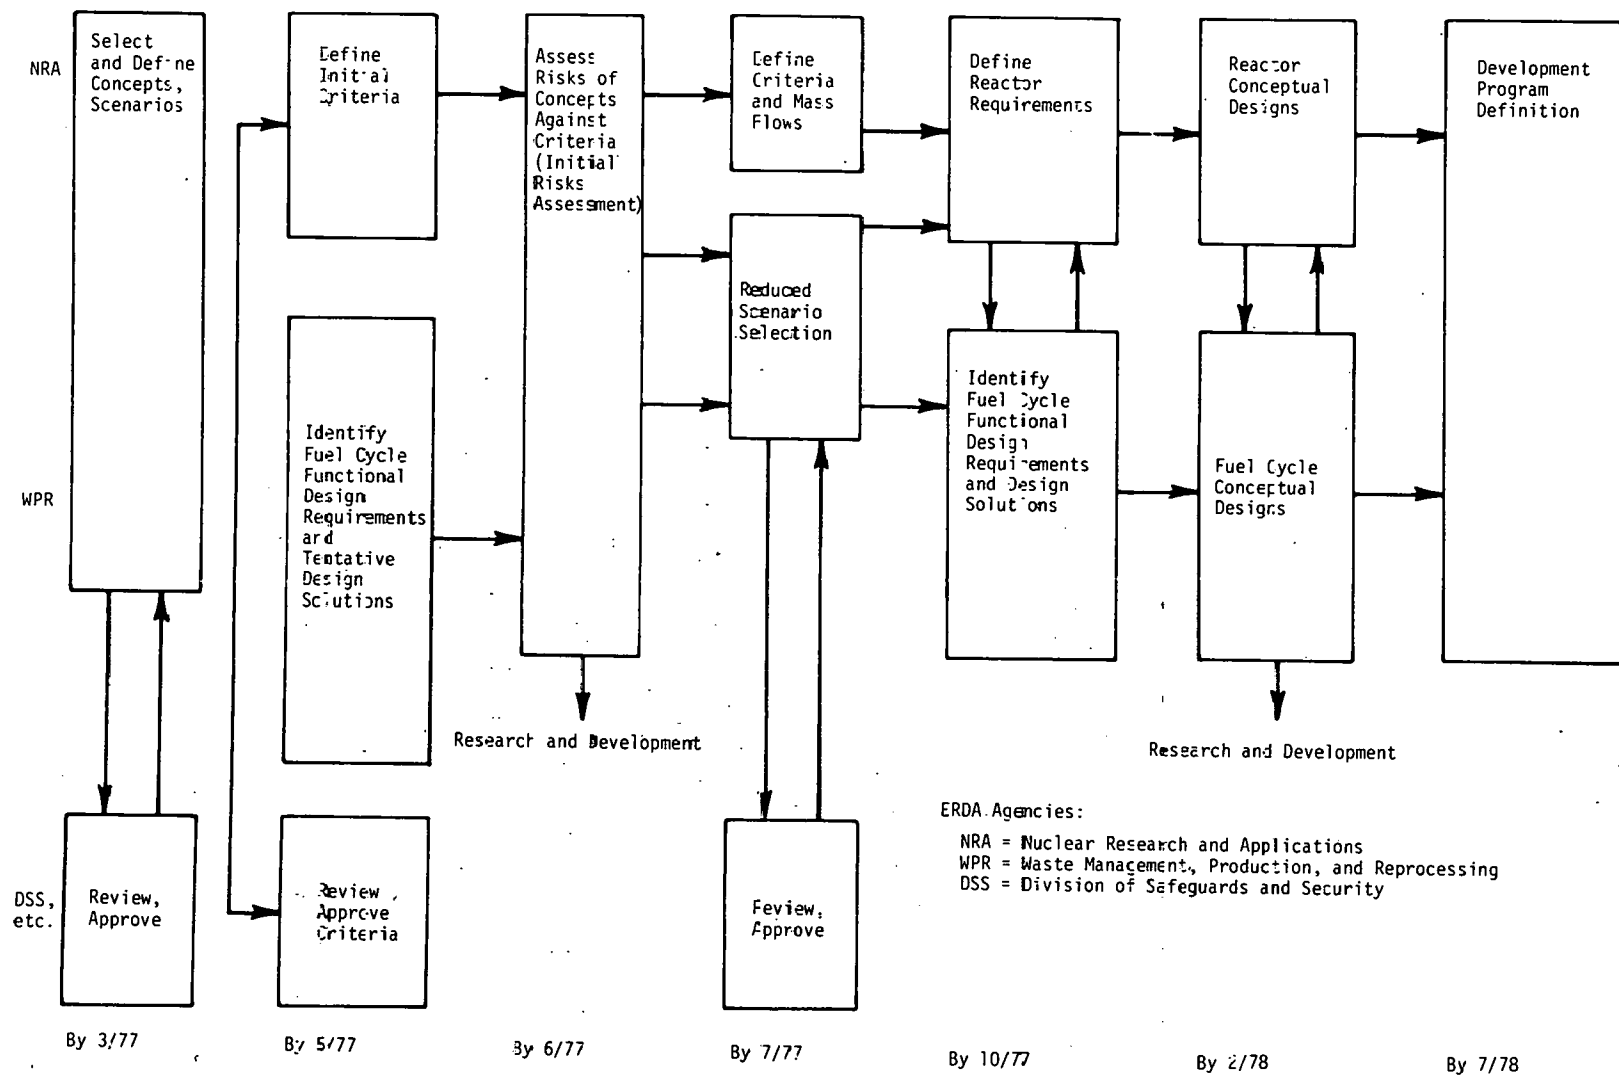 NRA
Select
and Define
Concepts,
Scenarios
Define
Initial
Criteria
Assess
Risks of
Concepts
Against
Criteria
(Initial
Risks
Assessment)
Define
Criteria
and Mass
Flows
Define
Reactor
Requirements
Reactor
Conceptual
Designs
Development
Program
Definition
WPR
Identify
Fuel Cycle
Functional
Design
Requirements
and
Tentative
Design
Solutions
Reduced
Scenario
Selection
Identify
Fuel Cycle
Functional
Design
Requirements
and Design
Solutions
Fuel Cycle
Conceptual
Designs
Research and Development
Research and Development
DSS,
etc.
Review,
Approve
Review,
Approve
Criteria
Review,
Approve
ERDA Agencies:
NRA = Nuclear Research and Applications
WPR = Waste Management, Production, and Reprocessing
DSS = Division of Safeguards and Security
By 3/77
By 5/77
By 6/77
By 7/77
By 10/77
By 2/78
By 7/78